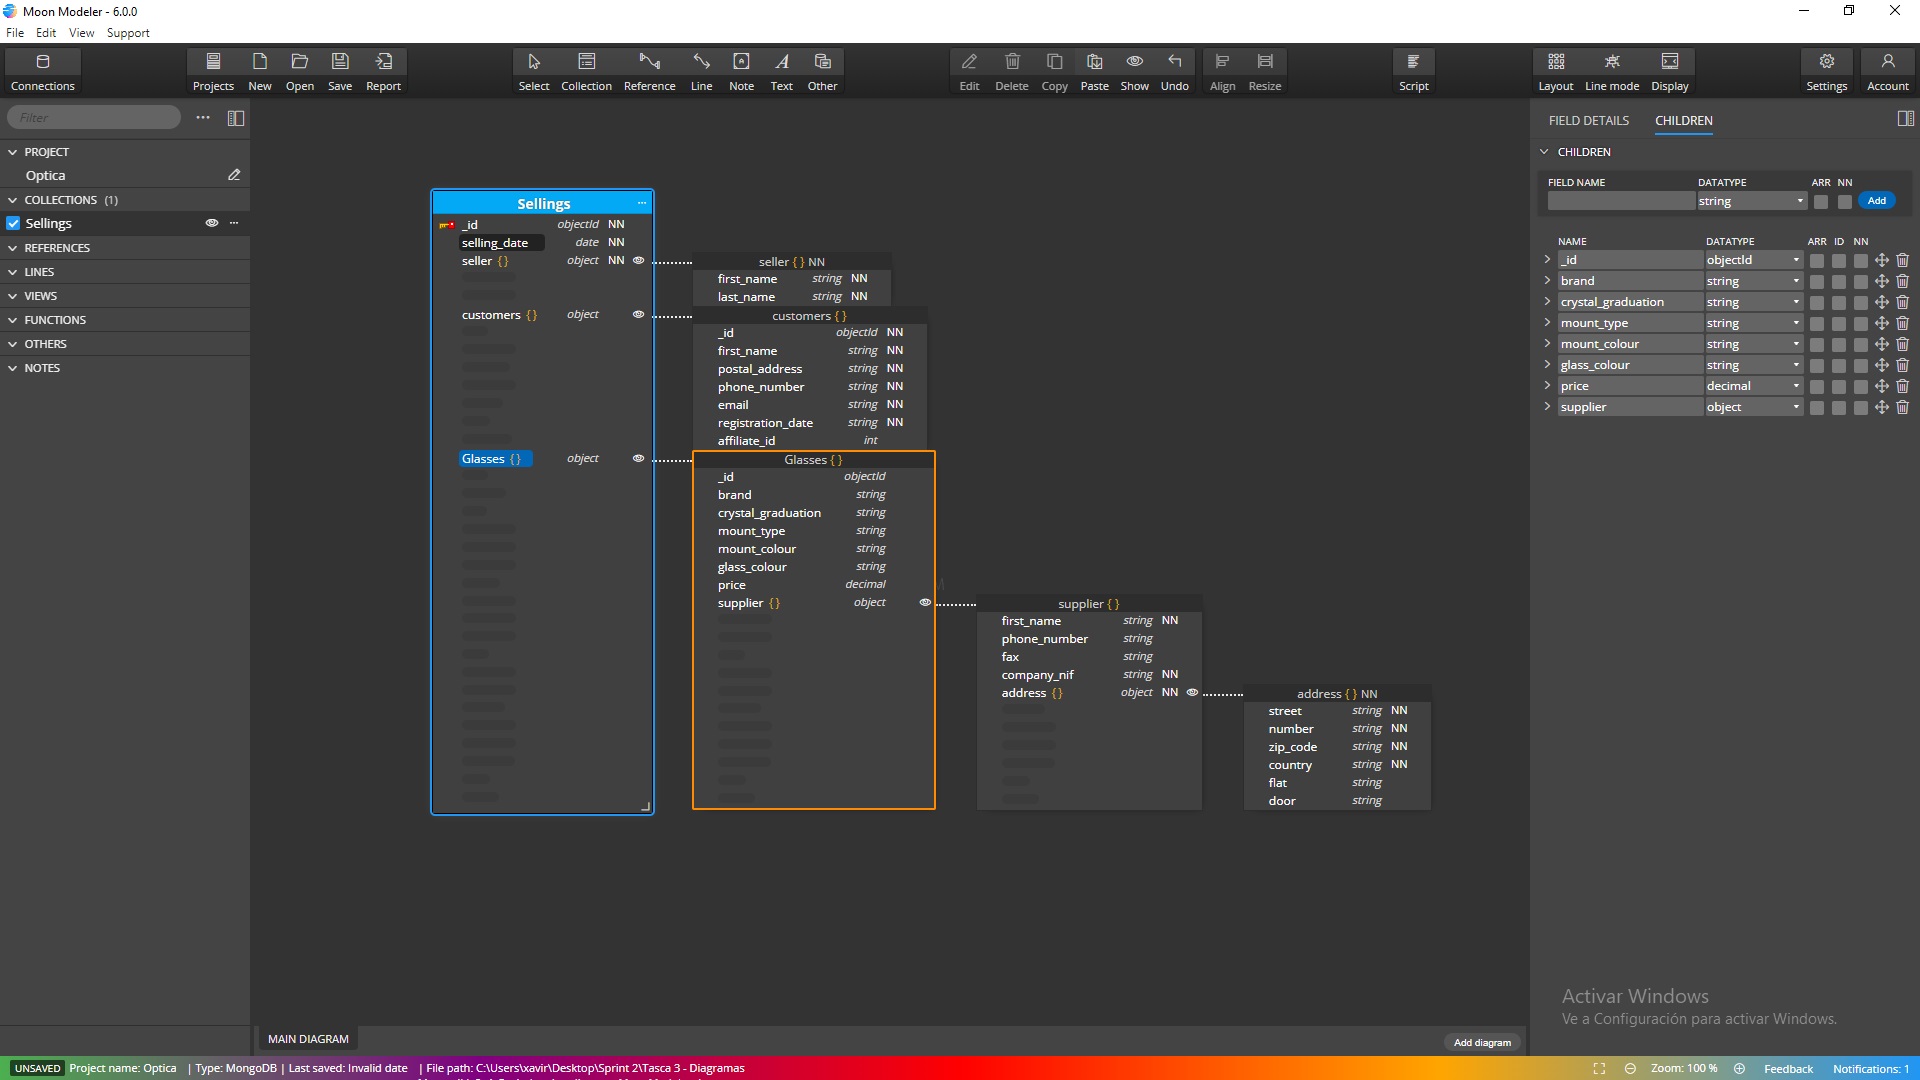 Moon Modeler - 6.0.0
File Edit View Support
Connections Projects New Open Save Report Select Collection Reference Line Note Text Other Edit Delete Copy Paste Show Undo Align Resize Script Layout Line mode Display Settings Account
Filter
PROJECT
Optica
COLLECTIONS (1)
Sellings
REFERENCES
LINES
VIEWS
FUNCTIONS
OTHERS
NOTES
Sellings
_id objectId NN
selling_date date NN
seller {} object NN
customers {} object
Glasses {} object
seller {} NN
first_name string NN
last_name string NN
customers {}
_id objectId NN
first_name string NN
postal_address string NN
phone_number string NN
email string NN
registration_date string NN
affiliate_id int
Glasses {}
_id objectId
brand string
crystal_graduation string
mount_type string
mount_colour string
glass_colour string
price decimal
supplier {} object
supplier {}
first_name string NN
phone_number string
fax string
company_nif string NN
address {} object NN
address {} NN
street string NN
number string NN
zip_code string NN
country string NN
flat string
door string
FIELD DETAILS CHILDREN
CHILDREN
FIELD NAME DATATYPE ARR NN
string Add
NAME DATATYPE ARR ID NN
_id objectId
brand string
crystal_graduation string
mount_type string
mount_colour string
glass_colour string
price decimal
supplier object
Activar Windows
Ve a Configuración para activar Windows.
MAIN DIAGRAM Add diagram
UNSAVED Project name: Optica | Type: MongoDB | Last saved: Invalid date | File path: C:\Users\xavir\Desktop\Sprint 2\Tasca 3 - Diagramas
Zoom: 100 % Feedback Notifications: 1